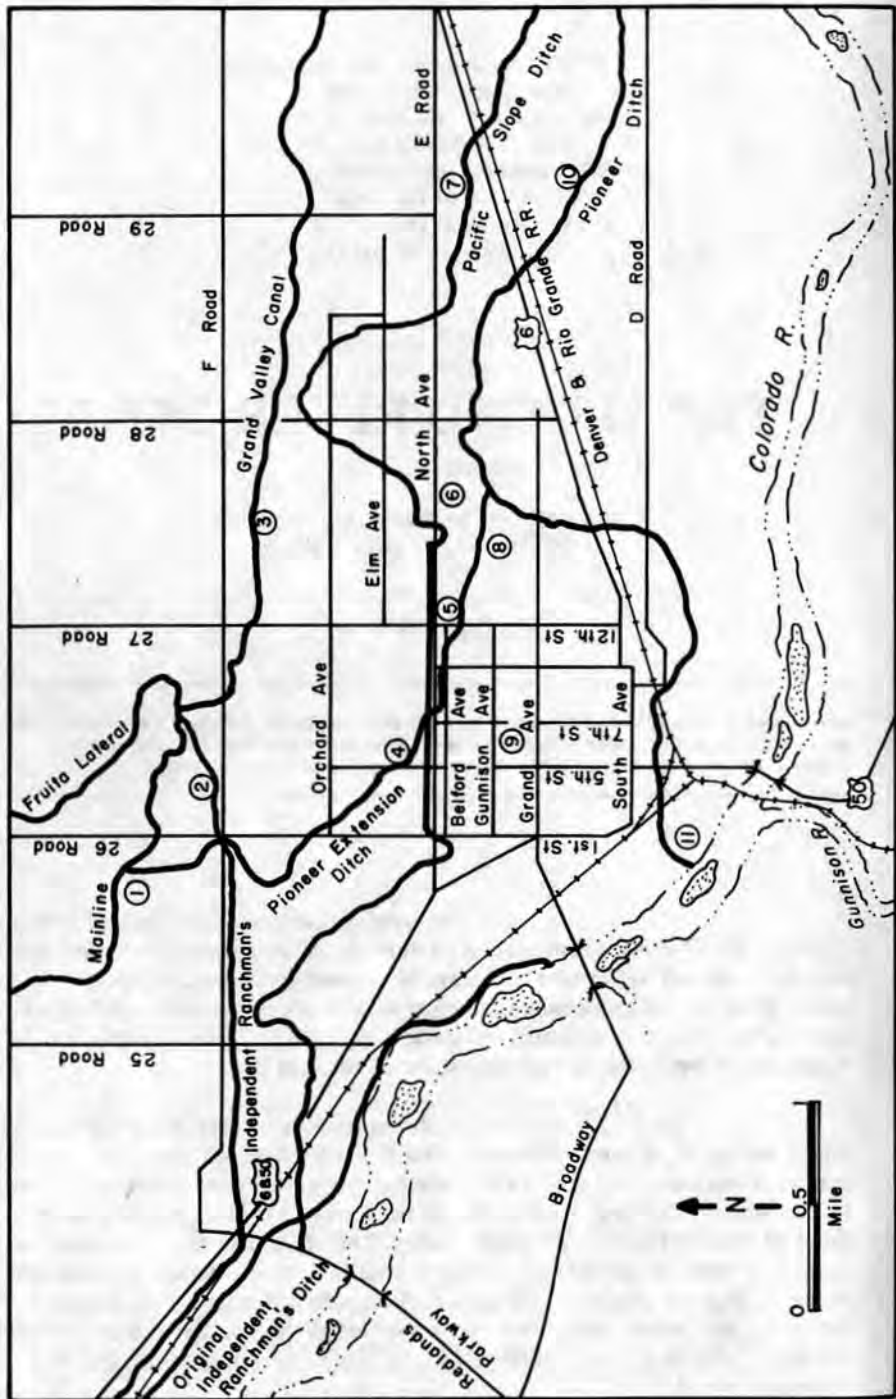 Fruita Lateral
Mainline
26
Road
27
Road
28
Road
29
Road
25
Road
F Road
Grand Valley Canal
E Road
Orchard Ave
Elm Ave
North Ave
Pacific
Slope Ditch
Pioneer Extension
Ditch
Independent
Ranchman's
Belford
Ave
Gunnison
Ave
Grand
Ave
South
Ave
1st. St
5th. St
7th. St
12th. St
Pioneer
Ditch
D Road
Denver & Rio Grande R.R.
6
6&50
50
Original
Independent
Ranchman's Ditch
Redlands
Parkway
Broadway
Colorado R.
Gunnison R.
1
2
3
4
5
6
7
8
9
10
11
N
0
0.5
Mile